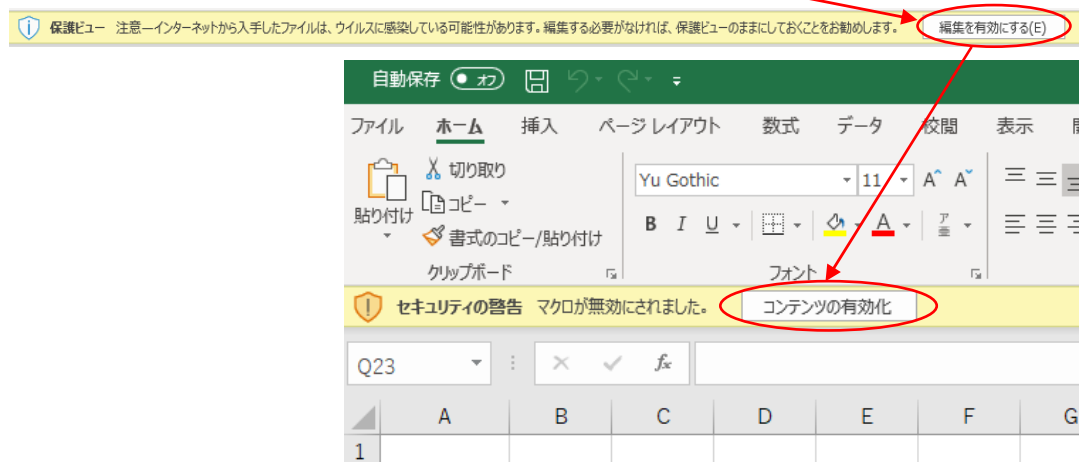 保護ビュー 注意—インターネットから入手したファイルは、ウイルスに感染している可能性があります。編集する必要がなければ、保護ビューのままにしておくことをお勧めします。 編集を有効にする(E)
自動保存 オフ
ファイル ホーム 挿入 ページ レイアウト 数式 データ 校閲 表示
切り取り
コピー
貼り付け
書式のコピー/貼り付け
Yu Gothic 11 A^ Aˇ
B I U A ア亜
クリップボード フォント
セキュリティの警告 マクロが無効にされました。 コンテンツの有効化
Q23 fx
A B C D E F G
1